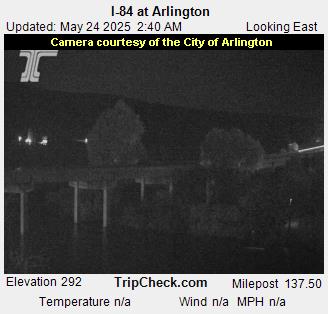 I-84 at Arlington
Updated: May 24 2025 2:40 AM Looking East
Camera courtesy of the City of Arlington
Elevation 292 TripCheck.com Milepost 137.50
Temperature n/a Wind n/a MPH n/a